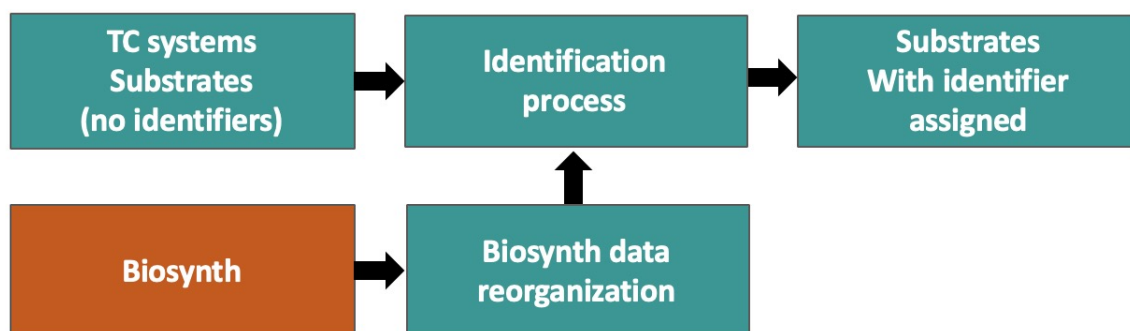 TC systems
Substrates
(no identifiers)
Identification
process
Substrates
With identifier
assigned
Biosynth
Biosynth data
reorganization